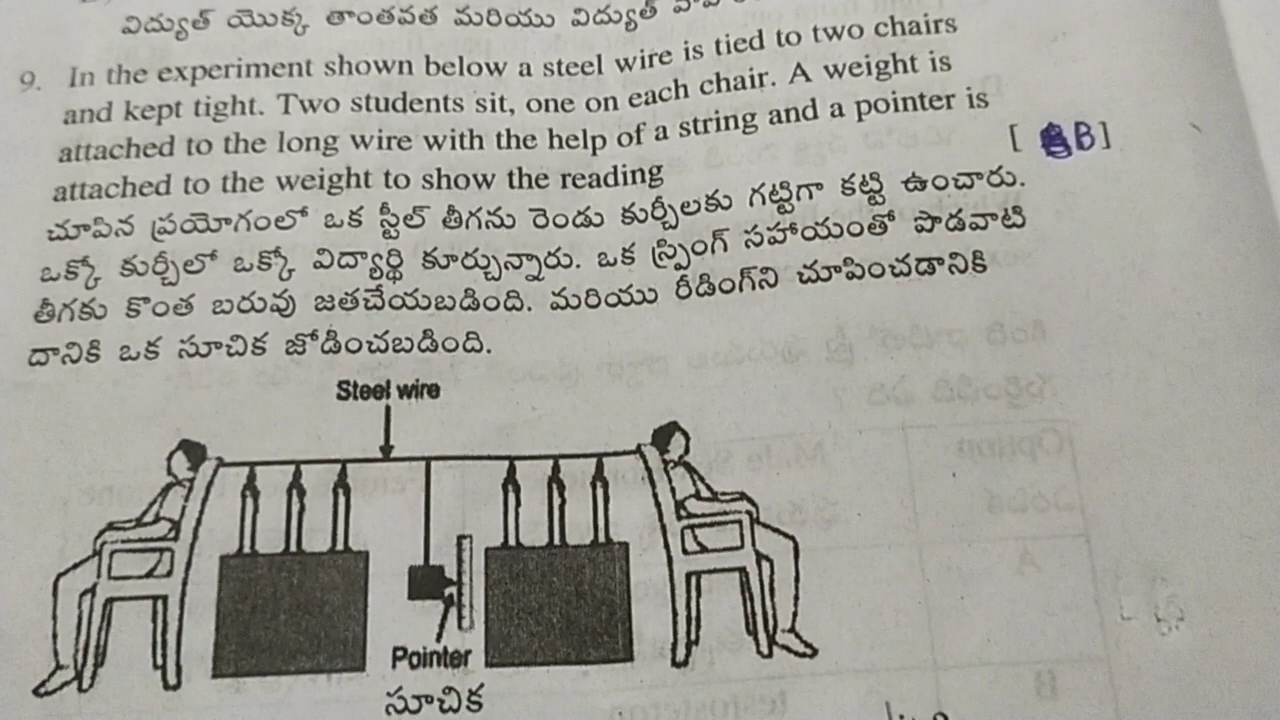 విద్యుత్ యొక్క తాంతవత మరియు విద్యుత్
9. In the experiment shown below a steel wire is tied to two chairs
and kept tight. Two students sit, one on each chair. A weight is
attached to the long wire with the help of a string and a pointer is
attached to the weight to show the reading [ B]
చూపిన ప్రయోగంలో ఒక స్టీల్ తీగను రెండు కుర్చీలకు గట్టిగా కట్టి ఉంచారు.
ఒక్కో కుర్చీలో ఒక్కో విద్యార్థి కూర్చున్నారు. ఒక స్ప్రింగ్ సహాయంతో పొడవాటి
తీగకు కొంత బరువు జతచేయబడింది. మరియు రీడింగ్‌ని చూపించడానికి
దానికి ఒక సూచిక జోడించబడింది.
Steel wire
Pointer
సూచిక